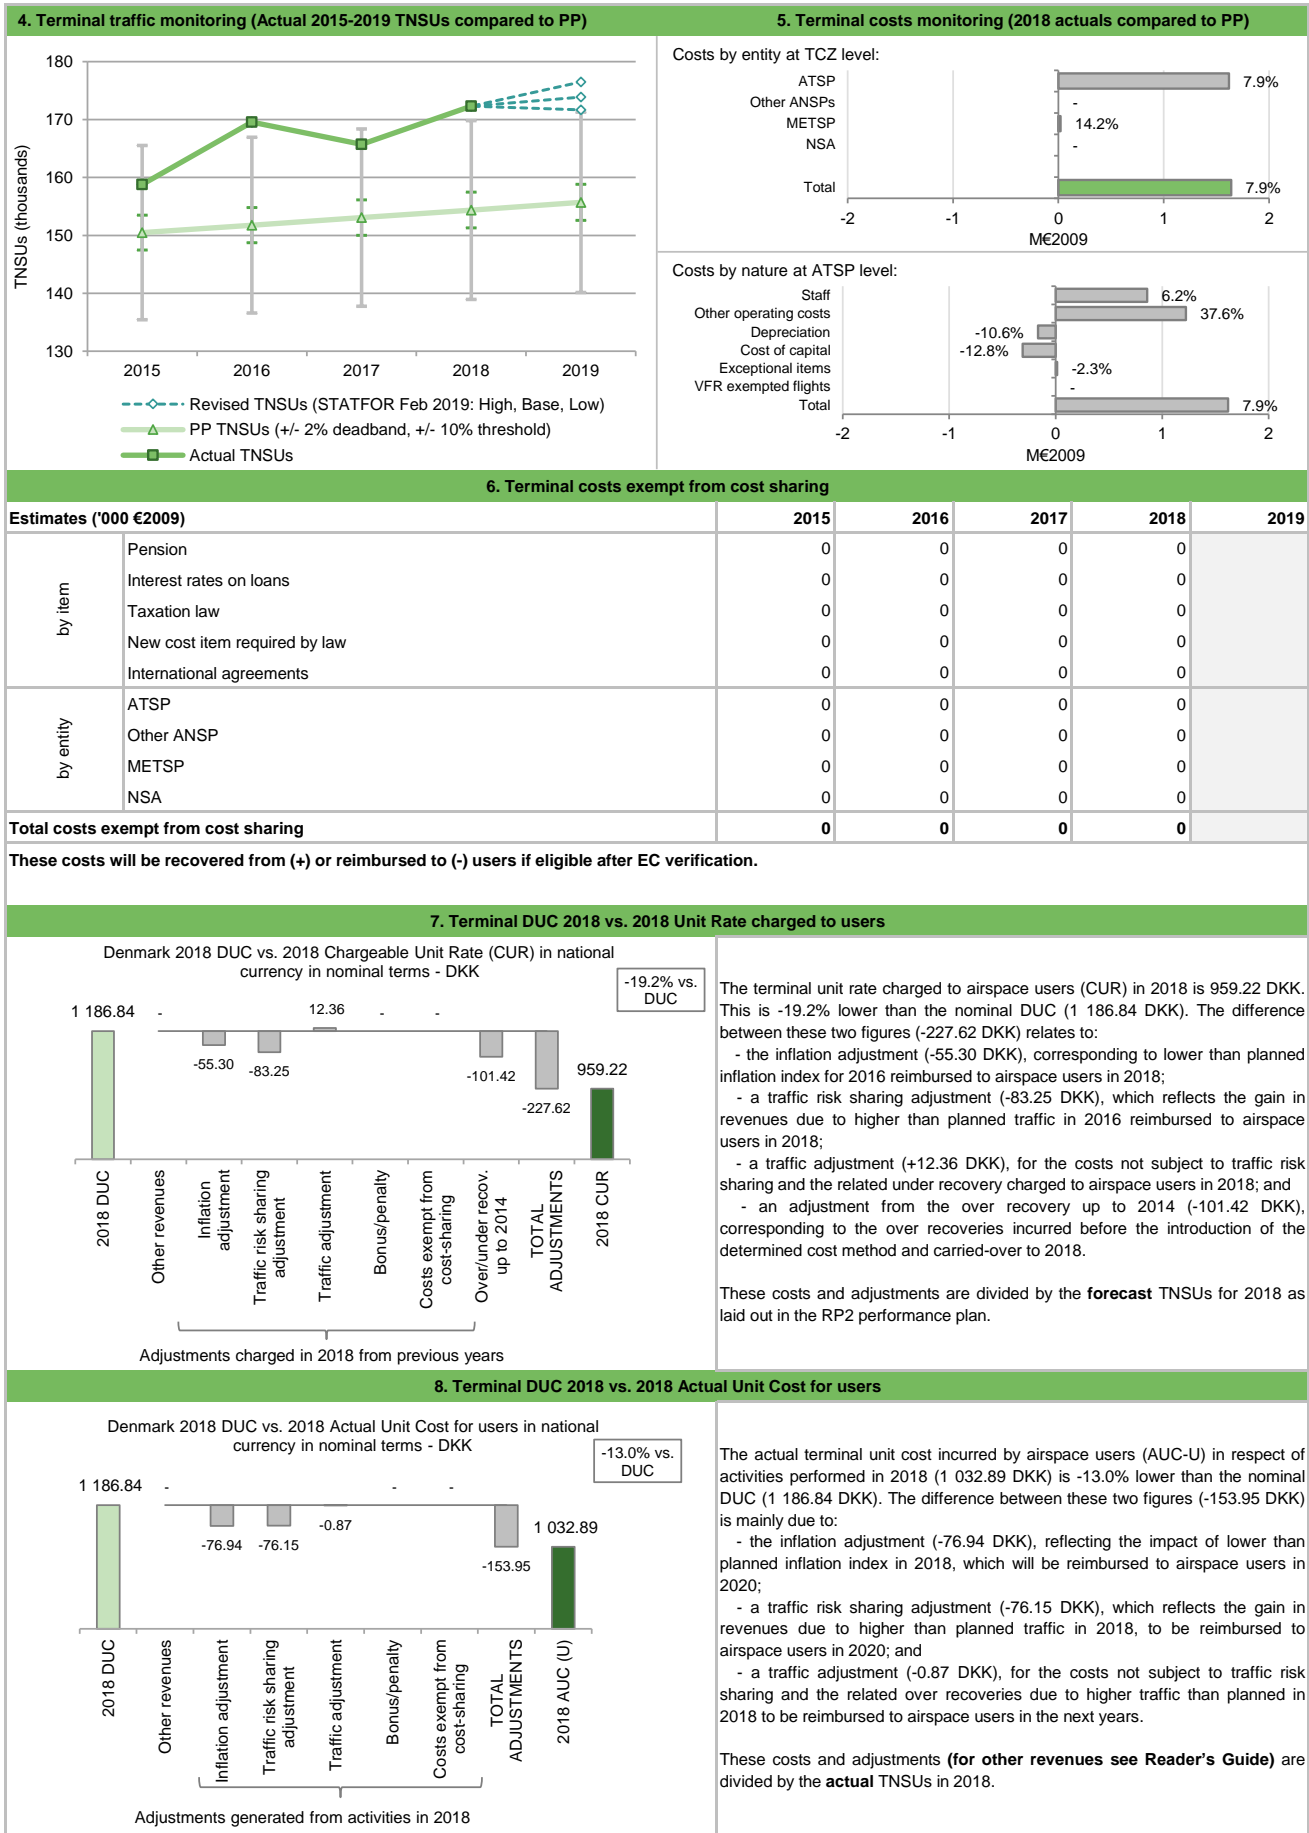 4. Terminal traffic monitoring (Actual 2015-2019 TNSUs compared to PP)
180
170
160
150
140
130
TNSUs (thousands)
2015 2016 2017 2018 2019
Revised TNSUs (STATFOR Feb 2019: High, Base, Low)
PP TNSUs (+/- 2% deadband, +/- 10% threshold)
Actual TNSUs
5. Terminal costs monitoring (2018 actuals compared to PP)
Costs by entity at TCZ level:
ATSP 7.9%
Other ANSPs -
METSP 14.2%
NSA -
Total 7.9%
-2 -1 0 1 2
M€2009
Costs by nature at ATSP level:
Staff 6.2%
Other operating costs 37.6%
Depreciation -10.6%
Cost of capital -12.8%
Exceptional items -2.3%
VFR exempted flights -
Total 7.9%
-2 -1 0 1 2
M€2009
6. Terminal costs exempt from cost sharing
Estimates ('000 €2009) 2015 2016 2017 2018 2019
by item
Pension 0 0 0 0
Interest rates on loans 0 0 0 0
Taxation law 0 0 0 0
New cost item required by law 0 0 0 0
International agreements 0 0 0 0
by entity
ATSP 0 0 0 0
Other ANSP 0 0 0 0
METSP 0 0 0 0
NSA 0 0 0 0
Total costs exempt from cost sharing 0 0 0 0
These costs will be recovered from (+) or reimbursed to (-) users if eligible after EC verification.
7. Terminal DUC 2018 vs. 2018 Unit Rate charged to users
Denmark 2018 DUC vs. 2018 Chargeable Unit Rate (CUR) in national
currency in nominal terms - DKK
-19.2% vs.
DUC
1 186.84 - -55.30 -83.25 12.36 - - -101.42 -227.62 959.22
2018 DUC
Other revenues
Inflation
adjustment
Traffic risk sharing
adjustment
Traffic adjustment
Bonus/penalty
Costs exempt from
cost-sharing
Over/under recov.
up to 2014
TOTAL
ADJUSTMENTS
2018 CUR
Adjustments charged in 2018 from previous years
The terminal unit rate charged to airspace users (CUR) in 2018 is 959.22 DKK.
This is -19.2% lower than the nominal DUC (1 186.84 DKK). The difference
between these two figures (-227.62 DKK) relates to:
- the inflation adjustment (-55.30 DKK), corresponding to lower than planned
inflation index for 2016 reimbursed to airspace users in 2018;
- a traffic risk sharing adjustment (-83.25 DKK), which reflects the gain in
revenues due to higher than planned traffic in 2016 reimbursed to airspace
users in 2018;
- a traffic adjustment (+12.36 DKK), for the costs not subject to traffic risk
sharing and the related under recovery charged to airspace users in 2018; and
- an adjustment from the over recovery up to 2014 (-101.42 DKK),
corresponding to the over recoveries incurred before the introduction of the
determined cost method and carried-over to 2018.
These costs and adjustments are divided by the forecast TNSUs for 2018 as
laid out in the RP2 performance plan.
8. Terminal DUC 2018 vs. 2018 Actual Unit Cost for users
Denmark 2018 DUC vs. 2018 Actual Unit Cost for users in national
currency in nominal terms - DKK
-13.0% vs.
DUC
1 186.84 - -76.94 -76.15 -0.87 - - -153.95 1 032.89
2018 DUC
Other revenues
Inflation adjustment
Traffic risk sharing
adjustment
Traffic adjustment
Bonus/penalty
Costs exempt from
cost-sharing
TOTAL
ADJUSTMENTS
2018 AUC (U)
Adjustments generated from activities in 2018
The actual terminal unit cost incurred by airspace users (AUC-U) in respect of
activities performed in 2018 (1 032.89 DKK) is -13.0% lower than the nominal
DUC (1 186.84 DKK). The difference between these two figures (-153.95 DKK)
is mainly due to:
- the inflation adjustment (-76.94 DKK), reflecting the impact of lower than
planned inflation index in 2018, which will be reimbursed to airspace users in
2020;
- a traffic risk sharing adjustment (-76.15 DKK), which reflects the gain in
revenues due to higher than planned traffic in 2018, to be reimbursed to
airspace users in 2020; and
- a traffic adjustment (-0.87 DKK), for the costs not subject to traffic risk
sharing and the related over recoveries due to higher traffic than planned in
2018 to be reimbursed to airspace users in the next years.
These costs and adjustments (for other revenues see Reader's Guide) are
divided by the actual TNSUs in 2018.